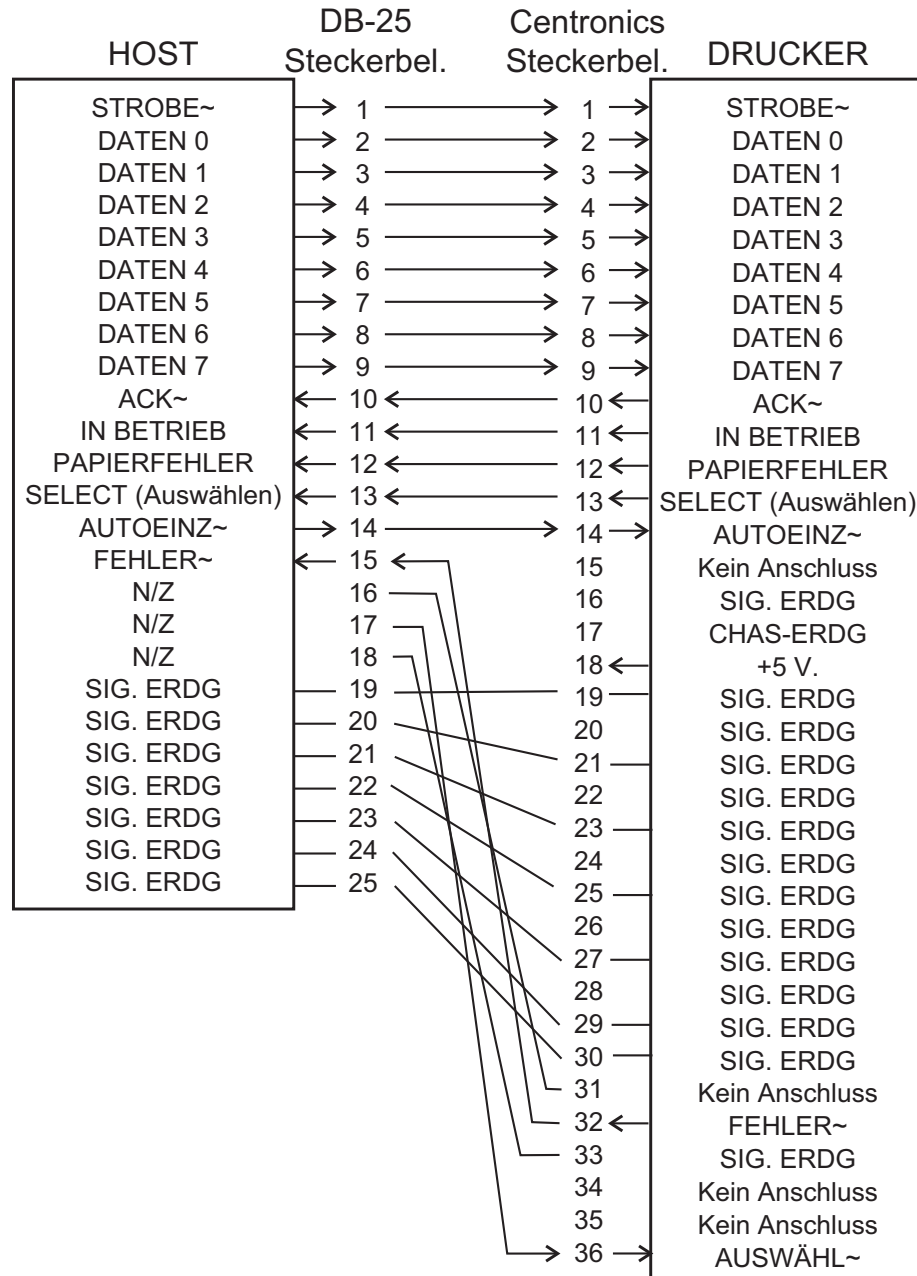 HOST DB-25 Steckerbel. Centronics Steckerbel. DRUCKER
STROBE~ 1 1 STROBE~
DATEN 0 2 2 DATEN 0
DATEN 1 3 3 DATEN 1
DATEN 2 4 4 DATEN 2
DATEN 3 5 5 DATEN 3
DATEN 4 6 6 DATEN 4
DATEN 5 7 7 DATEN 5
DATEN 6 8 8 DATEN 6
DATEN 7 9 9 DATEN 7
ACK~ 10 10 ACK~
IN BETRIEB 11 11 IN BETRIEB
PAPIERFEHLER 12 12 PAPIERFEHLER
SELECT (Auswählen) 13 13 SELECT (Auswählen)
AUTOEINZ~ 14 14 AUTOEINZ~
FEHLER~ 15 15 Kein Anschluss
N/Z 16 16 SIG. ERDG
N/Z 17 17 CHAS-ERDG
N/Z 18 18 +5 V.
SIG. ERDG 19 19 SIG. ERDG
SIG. ERDG 20 20 SIG. ERDG
SIG. ERDG 21 21 SIG. ERDG
SIG. ERDG 22 22 SIG. ERDG
SIG. ERDG 23 23 SIG. ERDG
SIG. ERDG 24 24 SIG. ERDG
SIG. ERDG 25 25 SIG. ERDG
26 SIG. ERDG
27 SIG. ERDG
28 SIG. ERDG
29 SIG. ERDG
30 SIG. ERDG
31 Kein Anschluss
32 FEHLER~
33 SIG. ERDG
34 Kein Anschluss
35 Kein Anschluss
36 AUSWÄHL~